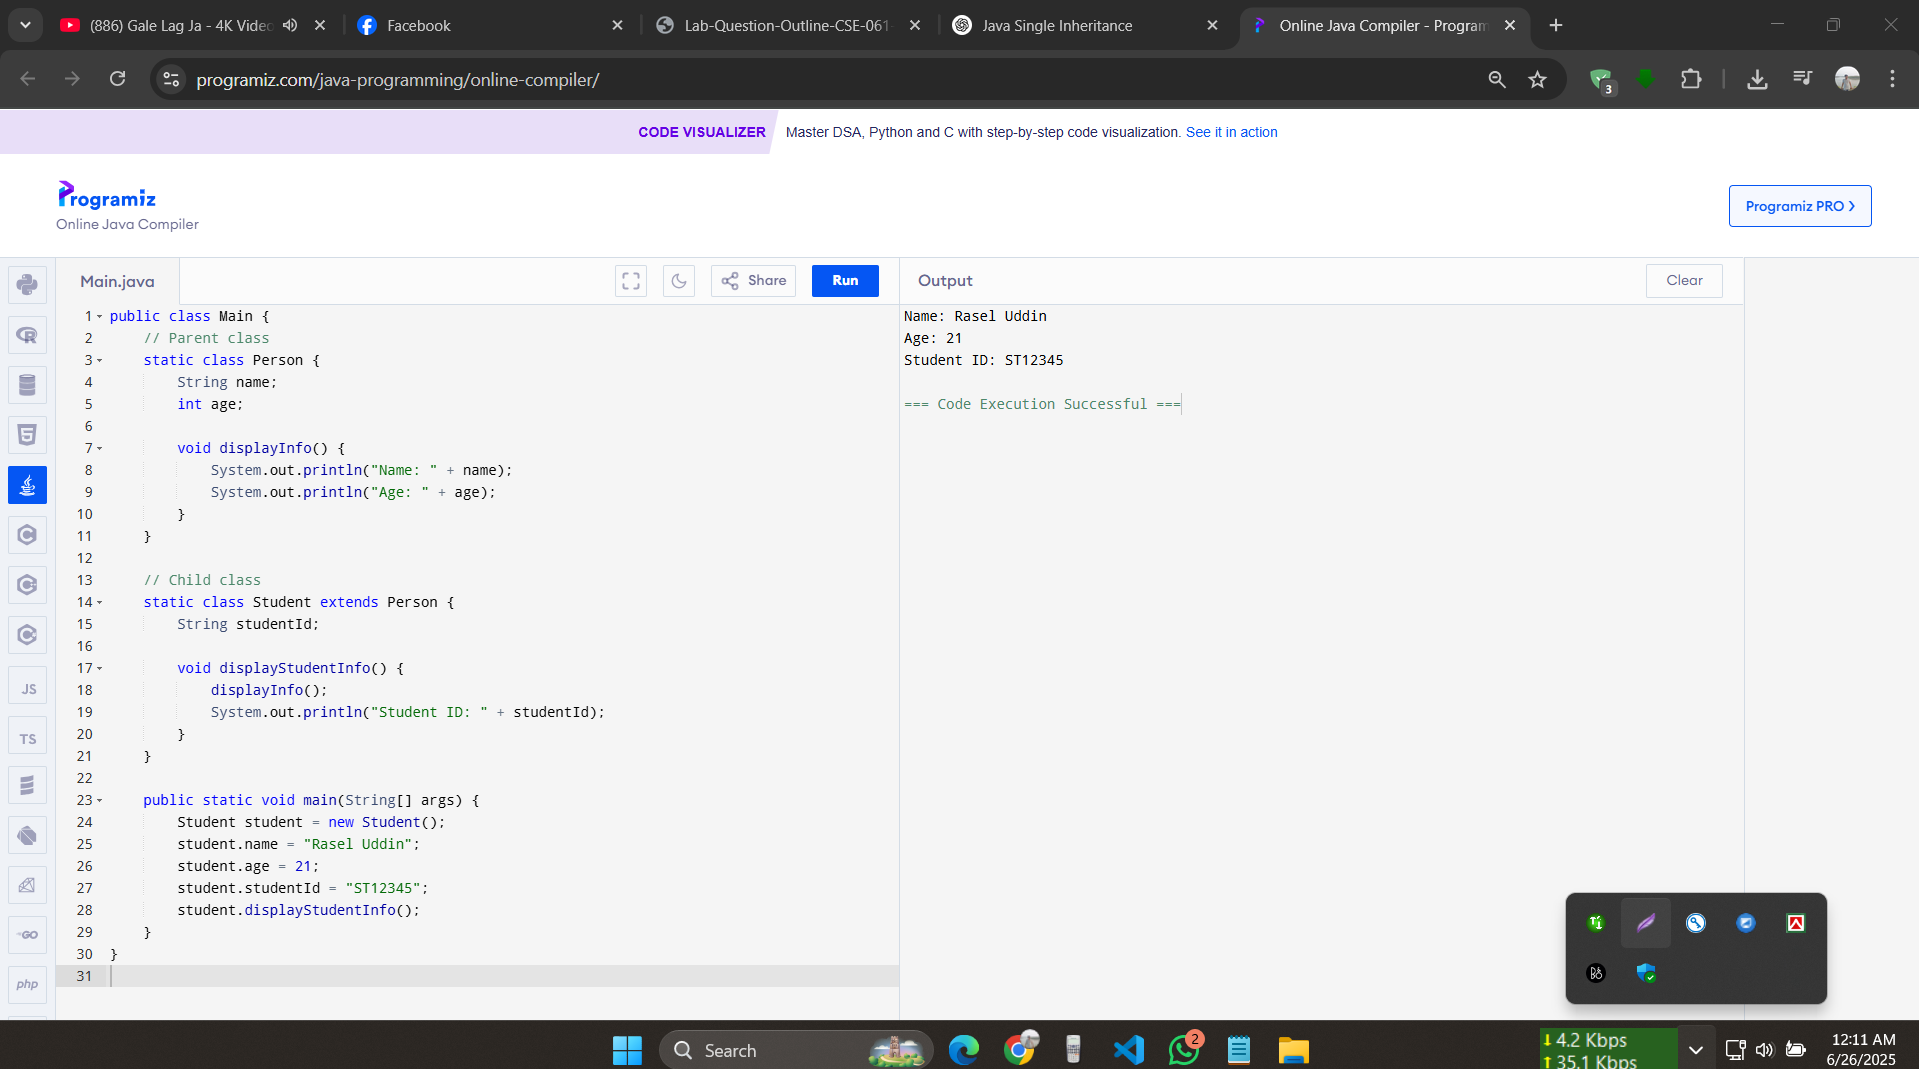 (886) Gale Lag Ja - 4K Video
Facebook
Lab-Question-Outline-CSE-061
Java Single Inheritance
Online Java Compiler - Program
programiz.com/java-programming/online-compiler/
3
CODE VISUALIZER
Master DSA, Python and C with step-by-step code visualization. See it in action
Programiz
Online Java Compiler
Programiz PRO
Main.java
Share
Run
Output
Clear
1 public class Main {
2 // Parent class
3 static class Person {
4 String name;
5 int age;
6
7 void displayInfo() {
8 System.out.println("Name: " + name);
9 System.out.println("Age: " + age);
10 }
11 }
12
13 // Child class
14 static class Student extends Person {
15 String studentId;
16
17 void displayStudentInfo() {
18 displayInfo();
19 System.out.println("Student ID: " + studentId);
20 }
21 }
22
23 public static void main(String[] args) {
24 Student student = new Student();
25 student.name = "Rasel Uddin";
26 student.age = 21;
27 student.studentId = "ST12345";
28 student.displayStudentInfo();
29 }
30 }
31
Name: Rasel Uddin
Age: 21
Student ID: ST12345
=== Code Execution Successful ===
JS
TS
GO
php
Search
2
4.2 Kbps
35.1 Kbps
12:11 AM
6/26/2025